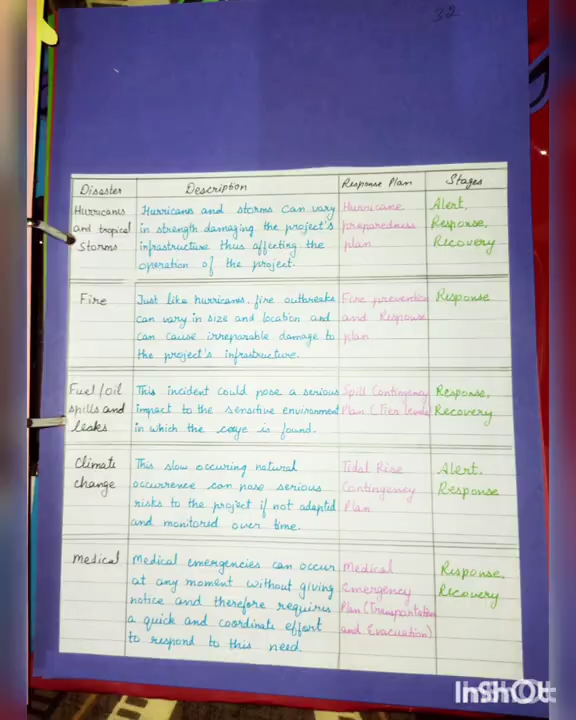 32
Disaster Description Response Plan Stages
Hurricanes
and tropical
storms
Hurricans and storms can vary
in strength damaging the project's
infrastructure thus affecting the
operation of the project.
Hurricane
preparedness
plan
Alert,
Response,
Recovery
Fire
Just like hurricans, fire outbreaks
can vary in size and location and
can cause irreparable damage to
the project's infrastructure.
Fire prevention
and Response
plan
Response
Fuel/oil
spills and
leaks
This incident could pose a serious
impact to the sensitive environment
in which the caye is found.
Spill Contingency
Plan (Tier levels)
Response,
Recovery
Climate
change
This slow occuring natural
occurrence can pose serious
risks to the project if not adapted
and monitored over time.
Tidal Rise
Contingency
Plan
Alert,
Response
Medical
Medical emergencies can occur
at any moment without giving
notice and therefore requires
a quick and coordinate effort
to respond to this need
Medical
Emergency
Plan (Transportation
and Evacuation)
Response,
Recovery
InShOt